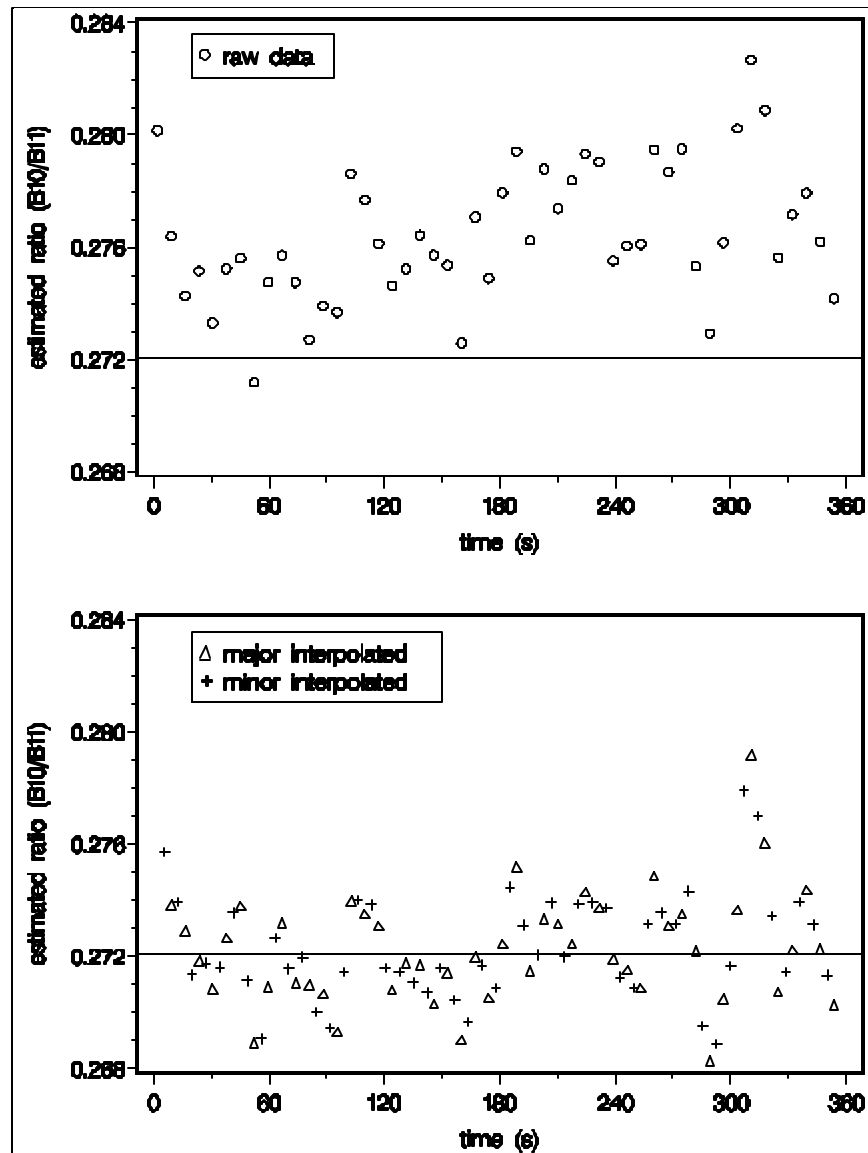 0.284
raw data
0.280
0.276
0.272
0.268
estimated ratio (B10/B11)
0 60 120 180 240 300 360
time (s)
0.284
major interpolated
minor interpolated
0.280
0.276
0.272
0.268
estimated ratio (B10/B11)
0 60 120 180 240 300 360
time (s)